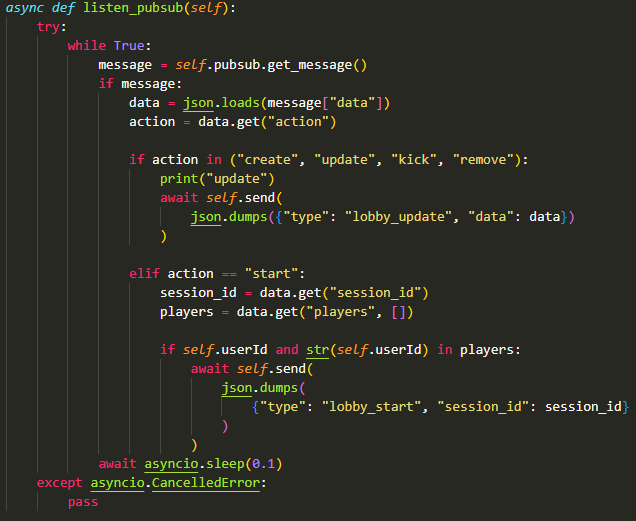 async def listen_pubsub(self):
    try:
        while True:
            message = self.pubsub.get_message()
            if message:
                data = json.loads(message["data"])
                action = data.get("action")

                if action in ("create", "update", "kick", "remove"):
                    print("update")
                    await self.send(
                        json.dumps({"type": "lobby_update", "data": data})
                    )

                elif action == "start":
                    session_id = data.get("session_id")
                    players = data.get("players", [])

                    if self.userId and str(self.userId) in players:
                        await self.send(
                            json.dumps(
                                {"type": "lobby_start", "session_id": session_id}
                            )
                        )
            await asyncio.sleep(0.1)
    except asyncio.CancelledError:
        pass